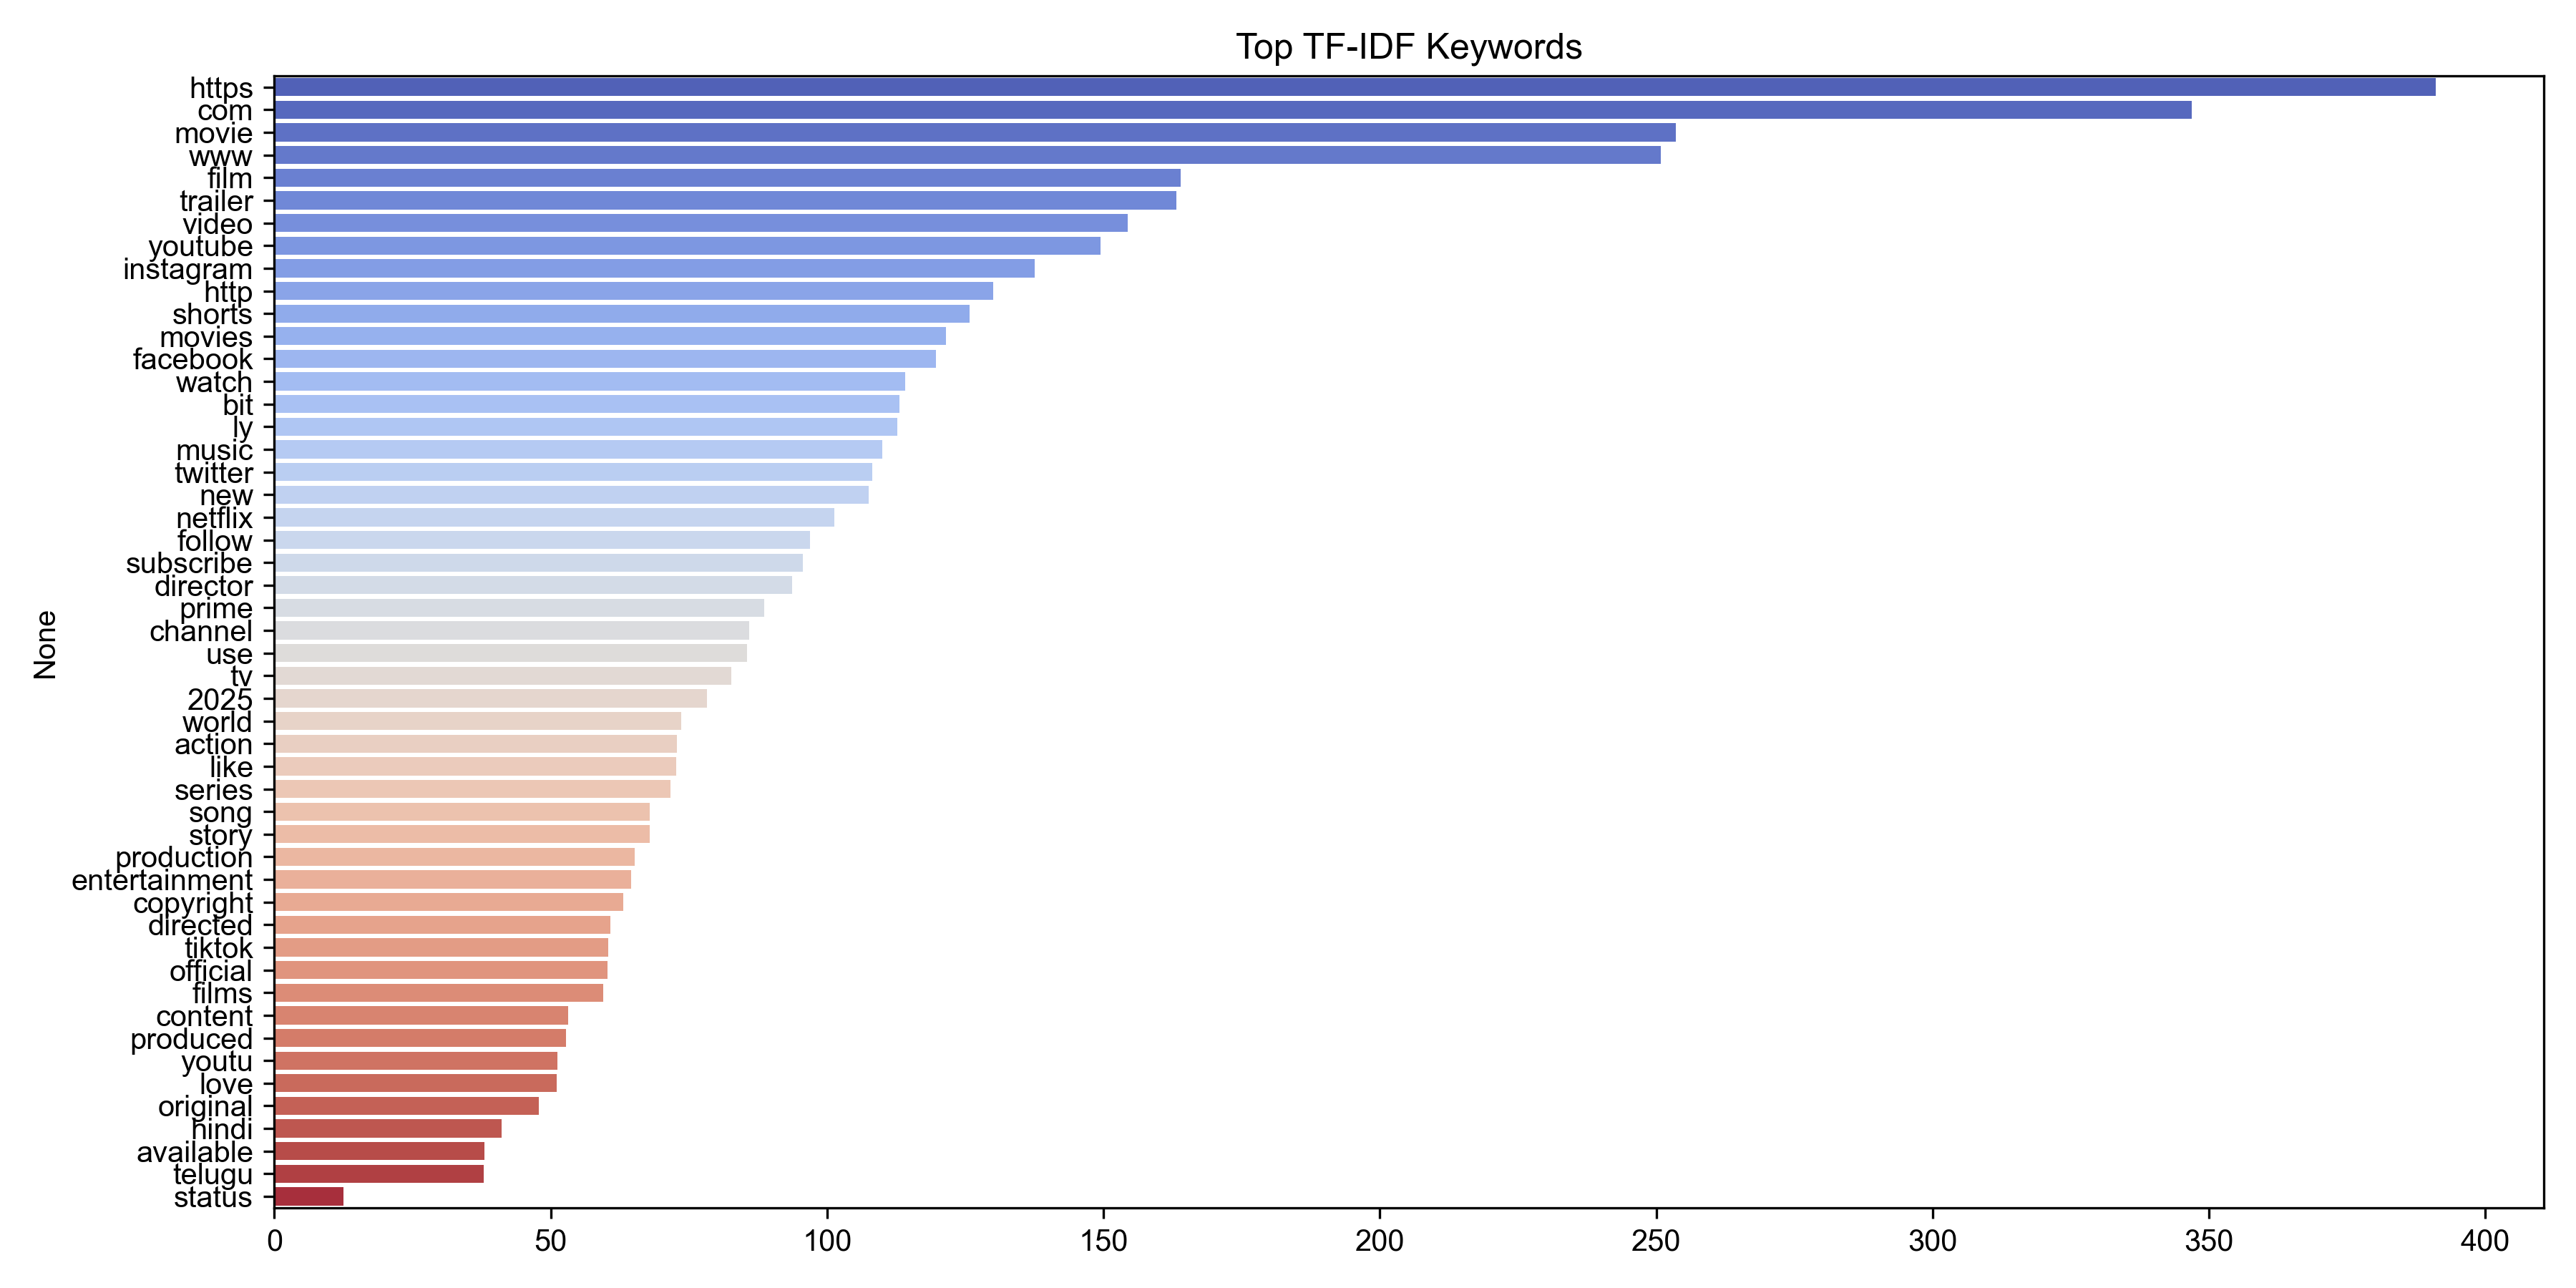 Top TF-IDF Keywords
https
com
movie
www
film
trailer
video
youtube
instagram
http
shorts
movies
facebook
watch
bit
ly
music
twitter
new
netflix
follow
subscribe
director
prime
channel
use
tv
2025
world
action
like
series
song
story
production
entertainment
copyright
directed
tiktok
official
films
content
produced
youtu
love
original
hindi
available
telugu
status
None
0 50 100 150 200 250 300 350 400